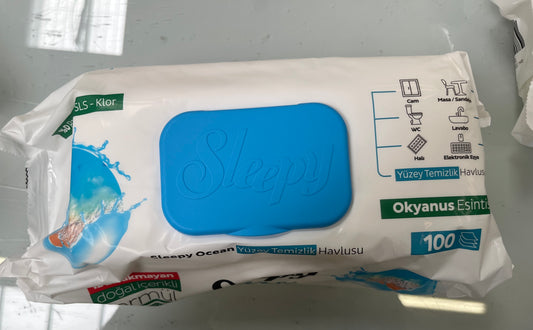 SLS - Klor
Sleepy
Cam
Masa / Sandalye
WC
Lavabo
Halı
Elektronik Eşya
Yüzey Temizlik Havlusu
Okyanus Esintis
100
Sleepy Ocean Yüzey Temizlik Havlusu
doğal içerikli